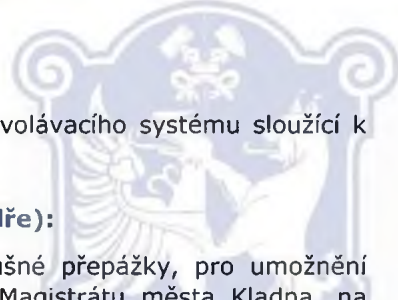 volávacího systému sloužící k
dře):
ušné přepážky, pro umožnění
Magistrátu města Kladna, na